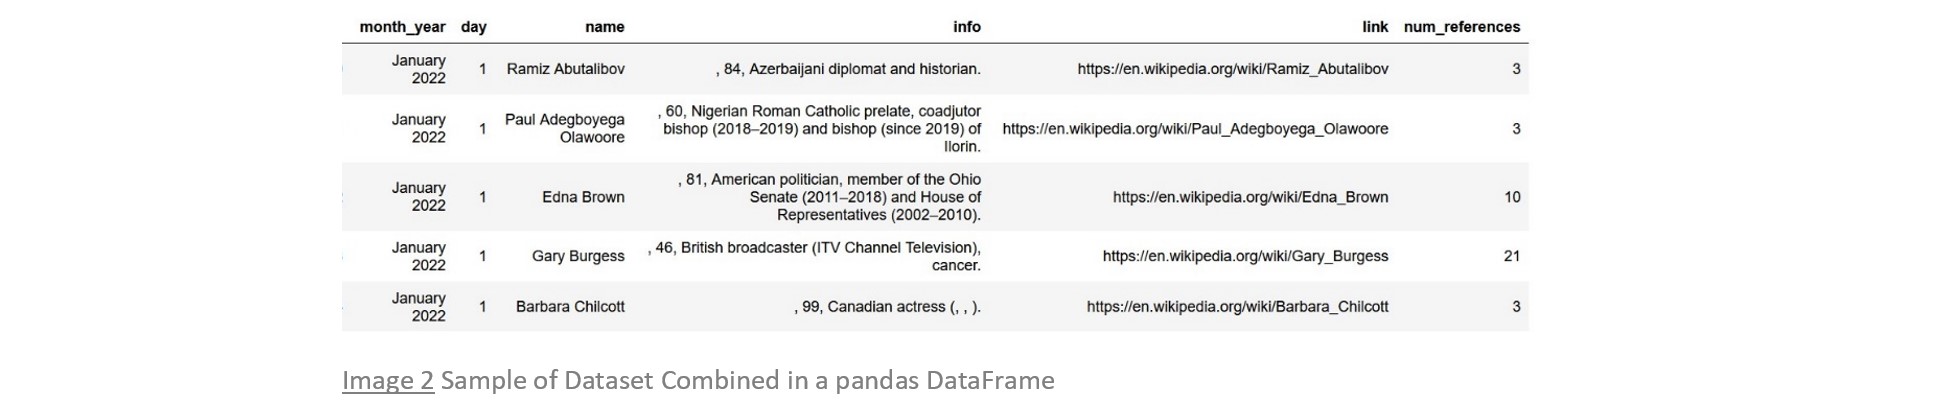 month_year day name info link num_references
January 2022 1 Ramiz Abutalibov , 84, Azerbaijani diplomat and historian. https://en.wikipedia.org/wiki/Ramiz_Abutalibov 3
January 2022 1 Paul Adegboyega Olawoore , 60, Nigerian Roman Catholic prelate, coadjutor bishop (2018–2019) and bishop (since 2019) of Ilorin. https://en.wikipedia.org/wiki/Paul_Adegboyega_Olawoore 3
January 2022 1 Edna Brown , 81, American politician, member of the Ohio Senate (2011–2018) and House of Representatives (2002–2010). https://en.wikipedia.org/wiki/Edna_Brown 10
January 2022 1 Gary Burgess , 46, British broadcaster (ITV Channel Television), cancer. https://en.wikipedia.org/wiki/Gary_Burgess 21
January 2022 1 Barbara Chilcott , 99, Canadian actress (, , ). https://en.wikipedia.org/wiki/Barbara_Chilcott 3
Image 2 Sample of Dataset Combined in a pandas DataFrame